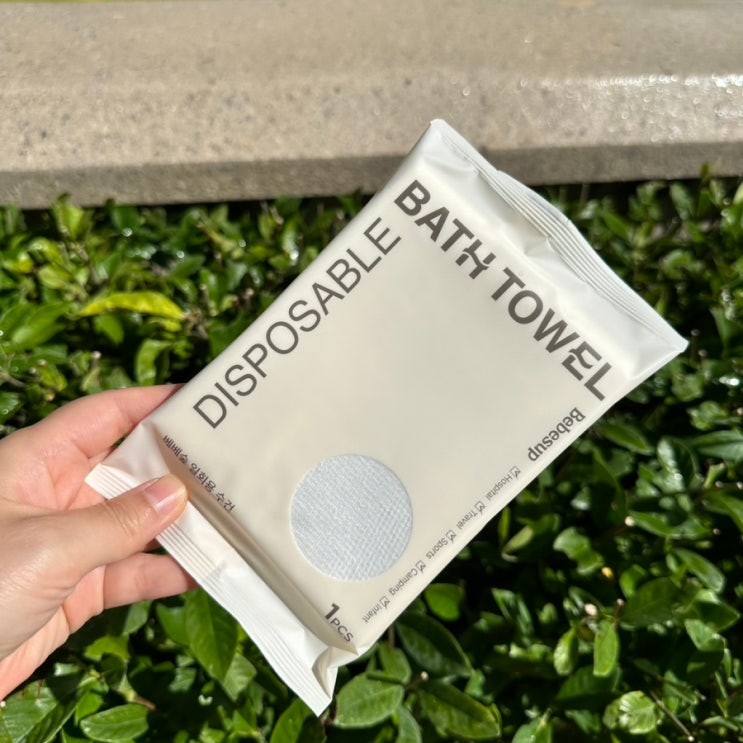 DISPOSABLE
BATH TOWEL
Bebesup
Hospital
Travel
Sports
Camping
Infant
1PCS
베베숲 일회용 수건